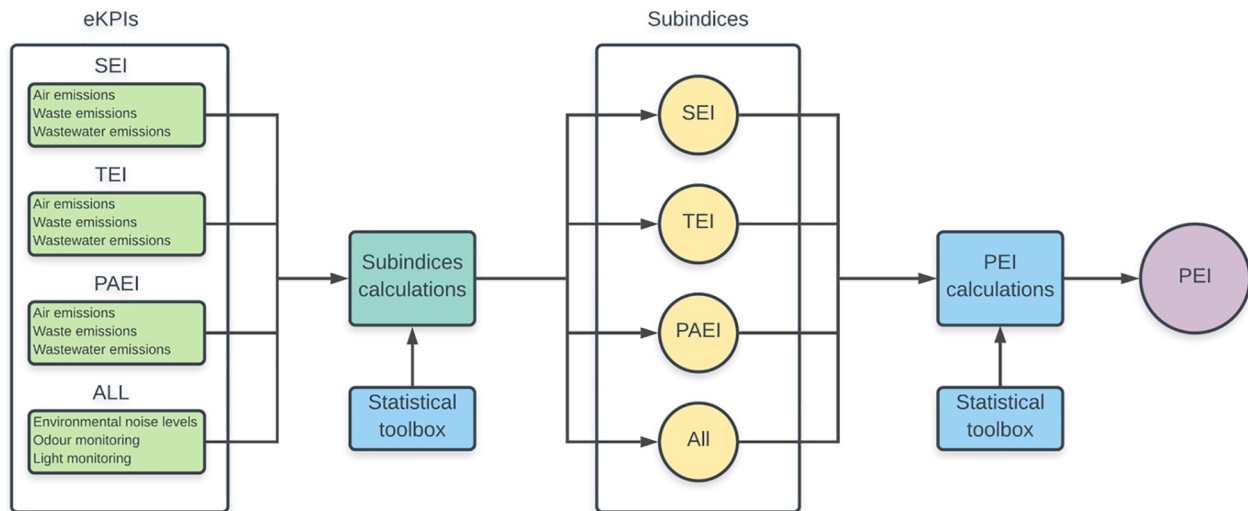 eKPIs
SEI
Air emissions
Waste emissions
Wastewater emissions
TEI
Air emissions
Waste emissions
Wastewater emissions
PAEI
Air emissions
Waste emissions
Wastewater emissions
ALL
Environmental noise levels
Odour monitoring
Light monitoring
Subindices
calculations
Statistical
toolbox
Subindices
SEI
TEI
PAEI
All
PEI
calculations
Statistical
toolbox
PEI